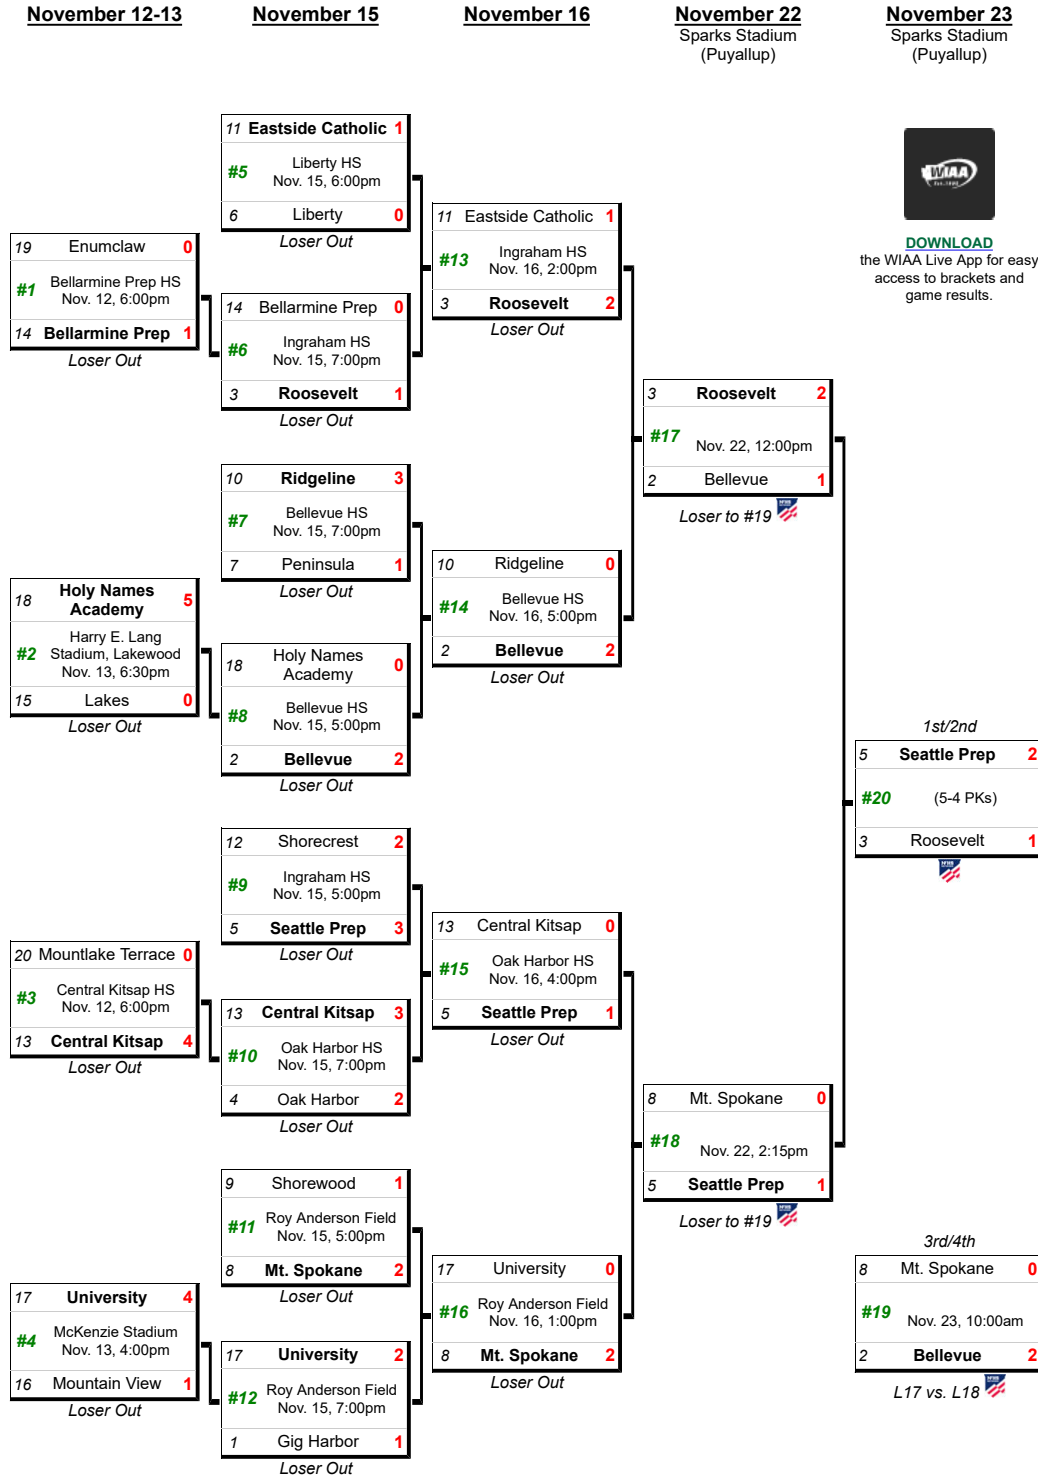 November 12-13
November 15
November 16
November 22
Sparks Stadium
(Puyallup)
November 23
Sparks Stadium
(Puyallup)
WIAA
DOWNLOAD
the WIAA Live App for easy
access to brackets and
game results.
19 Enumclaw 0
#1 Bellarmine Prep HS
Nov. 12, 6:00pm
14 Bellarmine Prep 1
Loser Out
18 Holy Names
Academy 5
#2 Harry E. Lang
Stadium, Lakewood
Nov. 13, 6:30pm
15 Lakes 0
Loser Out
20 Mountlake Terrace 0
#3 Central Kitsap HS
Nov. 12, 6:00pm
13 Central Kitsap 4
Loser Out
17 University 4
#4 McKenzie Stadium
Nov. 13, 4:00pm
16 Mountain View 1
Loser Out
11 Eastside Catholic 1
#5 Liberty HS
Nov. 15, 6:00pm
6 Liberty 0
Loser Out
14 Bellarmine Prep 0
#6 Ingraham HS
Nov. 15, 7:00pm
3 Roosevelt 1
Loser Out
10 Ridgeline 3
#7 Bellevue HS
Nov. 15, 7:00pm
7 Peninsula 1
Loser Out
18 Holy Names
Academy 0
#8 Bellevue HS
Nov. 15, 5:00pm
2 Bellevue 2
Loser Out
12 Shorecrest 2
#9 Ingraham HS
Nov. 15, 5:00pm
5 Seattle Prep 3
Loser Out
13 Central Kitsap 3
#10 Oak Harbor HS
Nov. 15, 7:00pm
4 Oak Harbor 2
Loser Out
9 Shorewood 1
#11 Roy Anderson Field
Nov. 15, 5:00pm
8 Mt. Spokane 2
Loser Out
17 University 2
#12 Roy Anderson Field
Nov. 15, 7:00pm
1 Gig Harbor 1
Loser Out
11 Eastside Catholic 1
#13 Ingraham HS
Nov. 16, 2:00pm
3 Roosevelt 2
Loser Out
10 Ridgeline 0
#14 Bellevue HS
Nov. 16, 5:00pm
2 Bellevue 2
Loser Out
13 Central Kitsap 0
#15 Oak Harbor HS
Nov. 16, 4:00pm
5 Seattle Prep 1
Loser Out
17 University 0
#16 Roy Anderson Field
Nov. 16, 1:00pm
8 Mt. Spokane 2
Loser Out
3 Roosevelt 2
#17 Nov. 22, 12:00pm
2 Bellevue 1
Loser to #19
8 Mt. Spokane 0
#18 Nov. 22, 2:15pm
5 Seattle Prep 1
Loser to #19
1st/2nd
5 Seattle Prep 2
#20 (5-4 PKs)
3 Roosevelt 1
3rd/4th
8 Mt. Spokane 0
#19 Nov. 23, 10:00am
2 Bellevue 2
L17 vs. L18